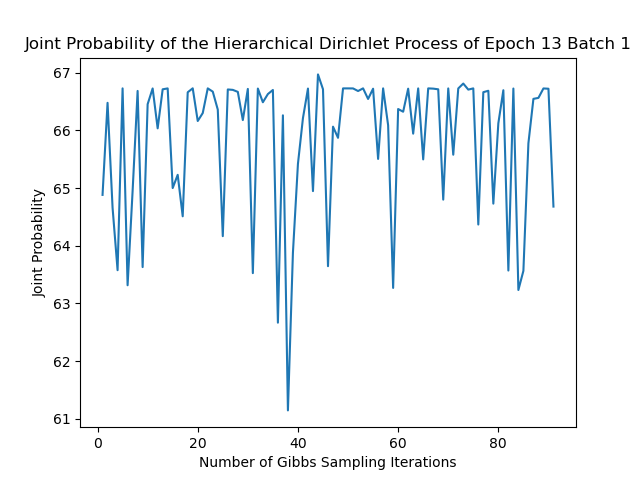 Joint Probability of the Hierarchical Dirichlet Process of Epoch 13 Batch 1
67
66
65
64
63
62
61
Joint Probability
0 20 40 60 80
Number of Gibbs Sampling Iterations